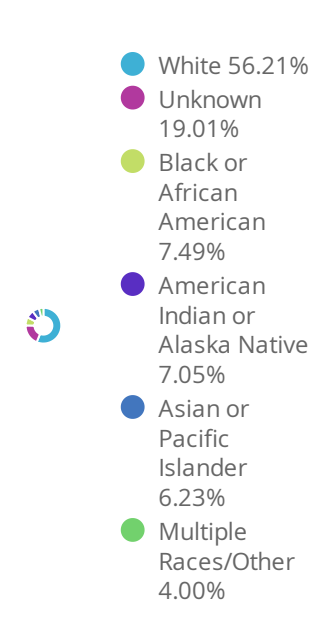 White 56.21%
Unknown
19.01%
Black or
African
American
7.49%
American
Indian or
Alaska Native
7.05%
Asian or
Pacific
Islander
6.23%
Multiple
Races/Other
4.00%